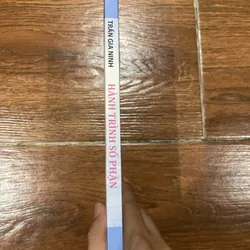 TRẦN GIA NINH
HÀNH TRÌNH SỐ PHẬN